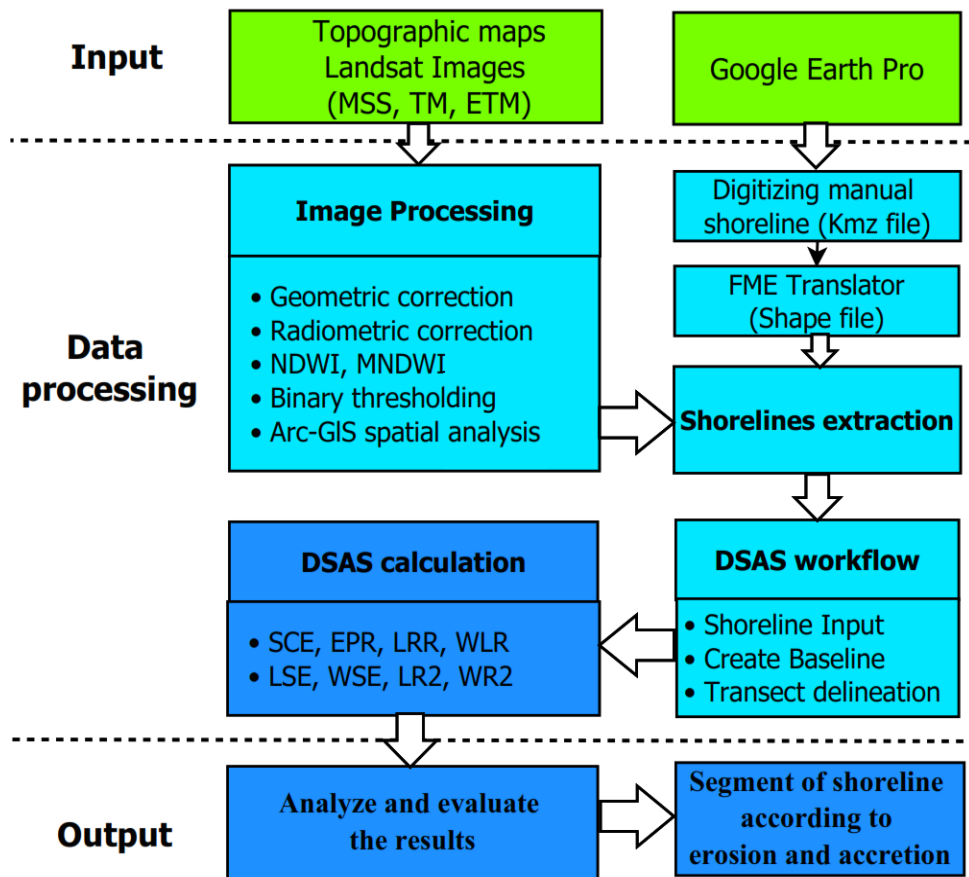 Input
Topographic maps
Landsat Images
(MSS, TM, ETM)
Google Earth Pro
Data
processing
Image Processing
• Geometric correction
• Radiometric correction
• NDWI, MNDWI
• Binary thresholding
• Arc-GIS spatial analysis
Digitizing manual
shoreline (Kmz file)
FME Translator
(Shape file)
Shorelines extraction
DSAS workflow
• Shoreline Input
• Create Baseline
• Transect delineation
DSAS calculation
• SCE, EPR, LRR, WLR
• LSE, WSE, LR2, WR2
Output
Analyze and evaluate
the results
Segment of shoreline
according to
erosion and accretion